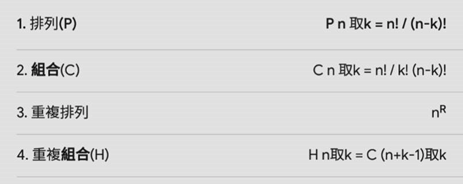 1. 排列(P) P n 取k = n! / (n-k)!
2. 組合(C) C n 取k = n! / k! (n-k)!
3. 重複排列 nᴿ
4. 重複組合(H) H n取k = C (n+k-1)取k